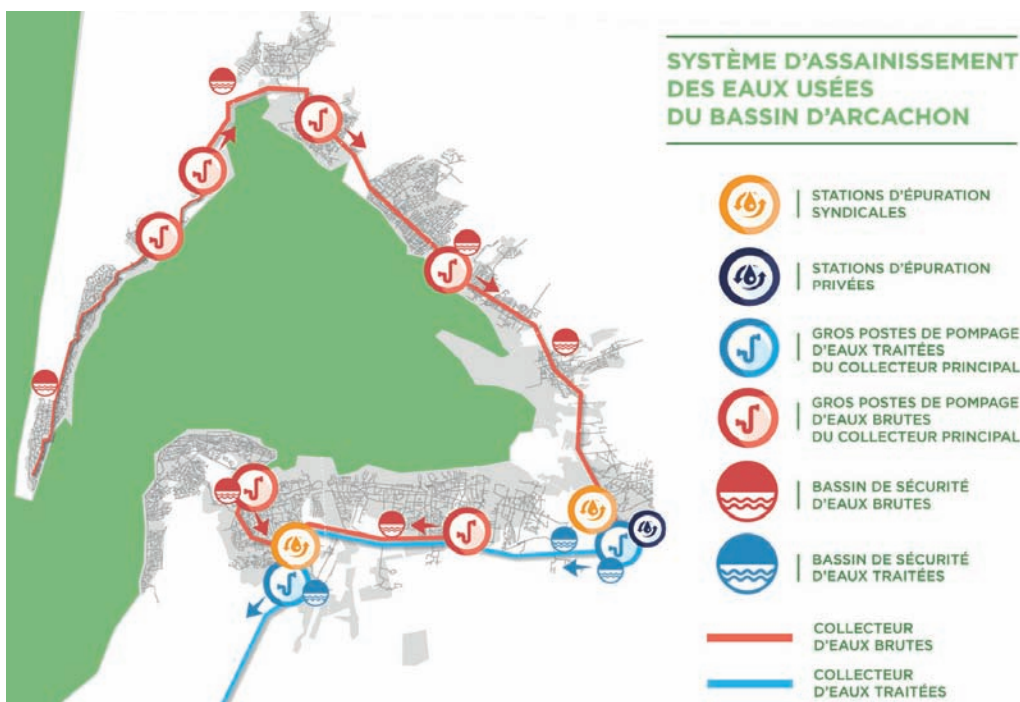 SYSTÈME D'ASSAINISSEMENT
DES EAUX USÉES
DU BASSIN D'ARCACHON
STATIONS D'ÉPURATION
SYNDICALES
STATIONS D'ÉPURATION
PRIVÉES
GROS POSTES DE POMPAGE
D'EAUX TRAITÉES
DU COLLECTEUR PRINCIPAL
GROS POSTES DE POMPAGE
D'EAUX BRUTES
DU COLLECTEUR PRINCIPAL
BASSIN DE SÉCURITÉ
D'EAUX BRUTES
BASSIN DE SÉCURITÉ
D'EAUX TRAITÉES
COLLECTEUR
D'EAUX BRUTES
COLLECTEUR
D'EAUX TRAITÉES